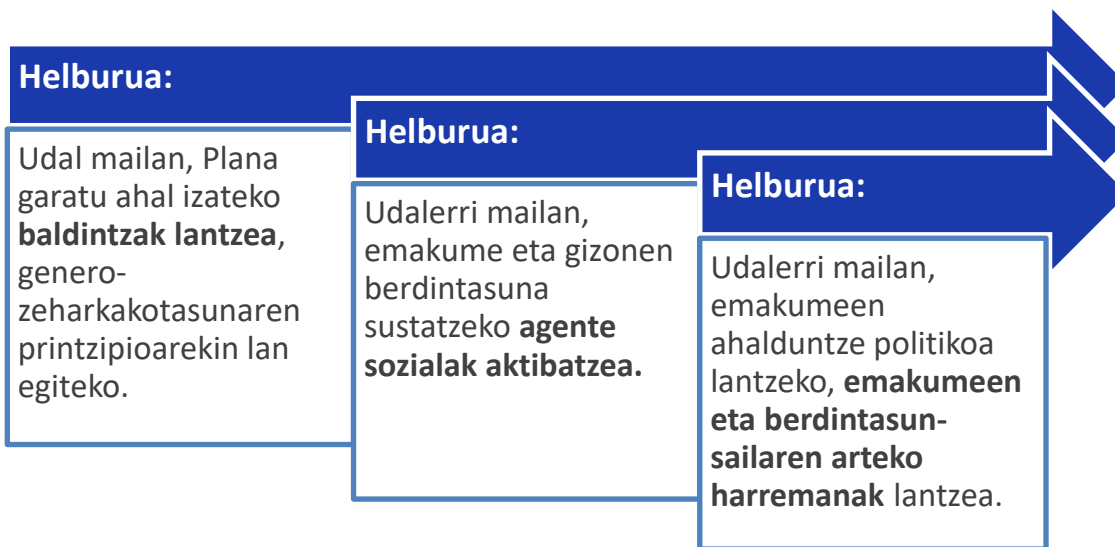 Helburua:
Udal mailan, Plana
garatu ahal izateko
baldintzak lantzea,
genero-
zeharkakotasunaren
printzipioarekin lan
egiteko.
Helburua:
Udalerri mailan,
emakume eta gizonen
berdintasuna
sustatzeko agente
sozialak aktibatzea.
Helburua:
Udalerri mailan,
emakumeen
ahalduntze politikoa
lantzeko, emakumeen
eta berdintasun-
sailaren arteko
harremanak lantzea.